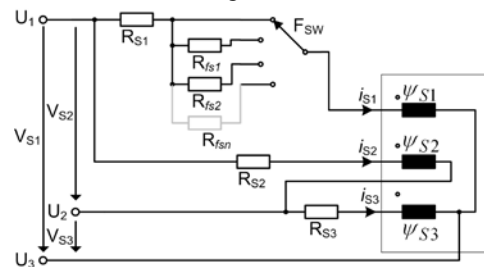 U1
RS1
FSW
Rfs1
Rfs2
Rfsn
VS1
VS2
iS1
ψS1
iS2
ψS2
RS2
U2
VS3
RS3
iS3
ψS3
U3